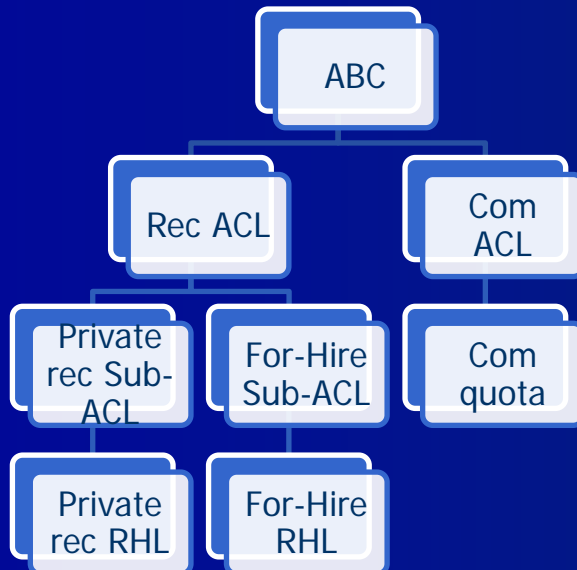 ABC
Rec ACL
Com
ACL
Private
rec Sub-
ACL
For-Hire
Sub-ACL
Com
quota
Private
rec RHL
For-Hire
RHL